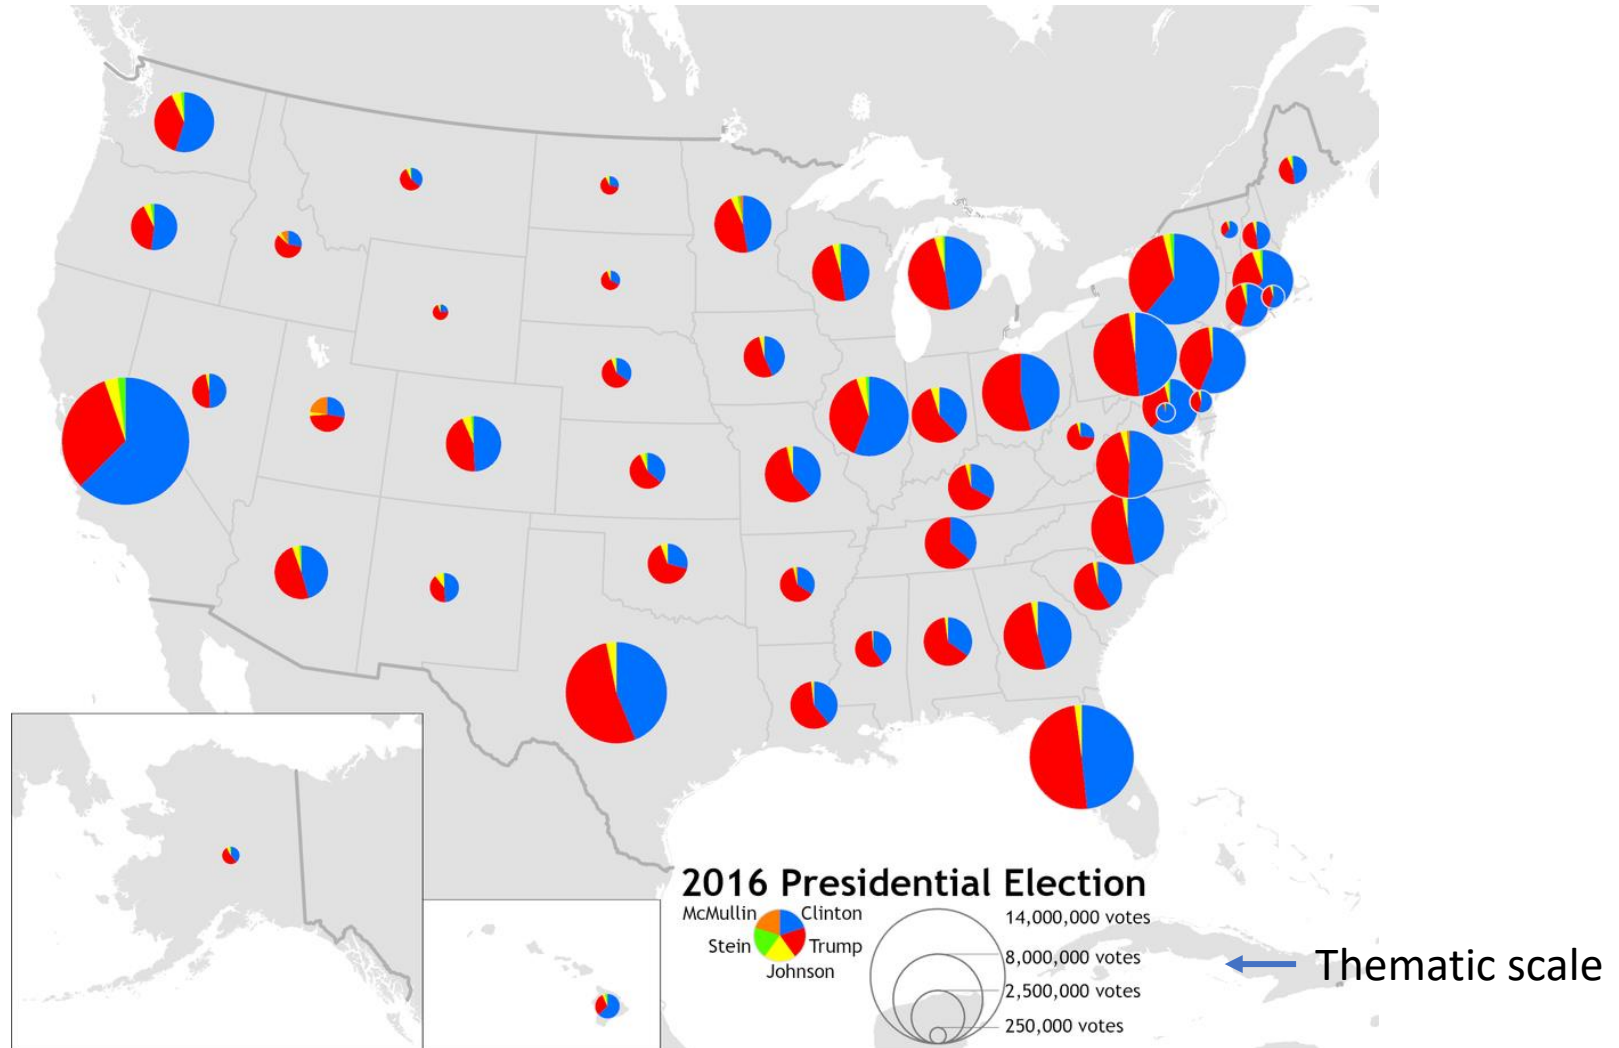 2016 Presidential Election
McMullin Clinton
Stein Trump
Johnson
14,000,000 votes
8,000,000 votes
2,500,000 votes
250,000 votes
Thematic scale